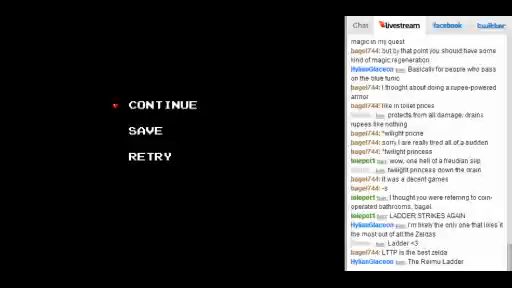 CONTINUE
SAVE
RETRY
Chat livestream facebook twitter
magic in my quest
bagel744: but by that point you should have some
kind of magic regeneration
HylianGlaceon: Basically for people who pass
on the blue tunic
bagel744: I thought about doing a rupee-powered
armor
bagel744: like in toilet prices
protects from all damage, drains
rupees like nothing
bagel744: *twilight pricne
bagel744: sorry I are really tired all of a sudden
bagel744: *twilight princess
telepot1: wow, one hell of a freudian slip
twilight princess down the drain
bagel744: it was a decent games
bagel744: -s
telepot1: I thought you were referring to coin-
operated bathrooms, bagel
telepot1: LADDER STRIKES AGAIN
HylianGlaceon: I'm likely the only one that likes it
the most out of all the Zeldas
Ladder <3
bagel744: LTTP is the best zelda
HylianGlaceon: The Reimu Ladder